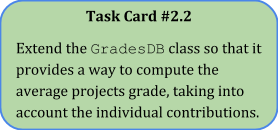 Task Card #2.2
Extend the GradesDB class so that it
provides a way to compute the
average projects grade, taking into
account the individual contributions.